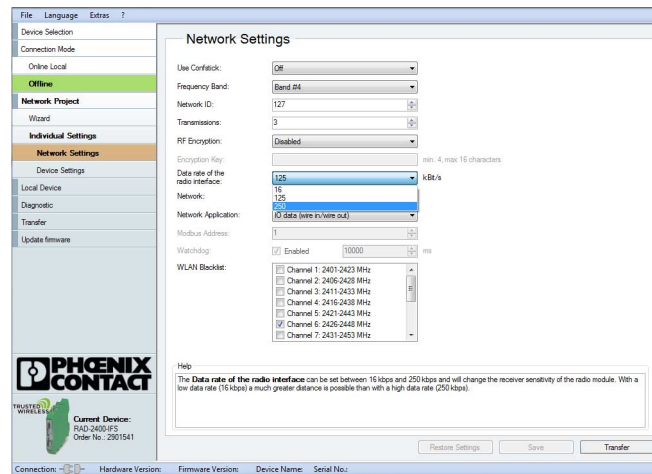 File Language Extras ?
Device Selection
Connection Mode
Online Local
Offline
Network Project
Wizard
Individual Settings
Network Settings
Device Settings
Local Device
Diagnostic
Transfer
Update firmware
PHŒNIX
CONTACT
TRUSTED
WIRELESS
Current Device:
RAD-2400-IFS
Order No.: 2901541
Network Settings
Use Confstick: Off
Frequency Band: Band #4
Network ID: 127
Transmissions: 3
RF Encryption: Disabled
Encryption Key: min. 4, max 16 characters
Data rate of the
radio interface: 125 kBit/s
16
125
250
Network:
Network Application: IO data (wire in/wire out)
Modbus Address: 1
Watchdog: Enabled 10000 ms
WLAN Blacklist:
Channel 1: 2401-2423 MHz
Channel 2: 2406-2428 MHz
Channel 3: 2411-2433 MHz
Channel 4: 2416-2438 MHz
Channel 5: 2421-2443 MHz
Channel 6: 2426-2448 MHz
Channel 7: 2431-2453 MHz
Help
The Data rate of the radio interface can be set between 16 kbps and 250 kbps and will change the receiver sensitivity of the radio module. With a
low data rate (16 kbps) a much greater distance is possible than with a high data rate (250 kbps).
Restore Settings Save Transfer
Connection: Hardware Version: Firmware Version: Device Name: Serial No.: